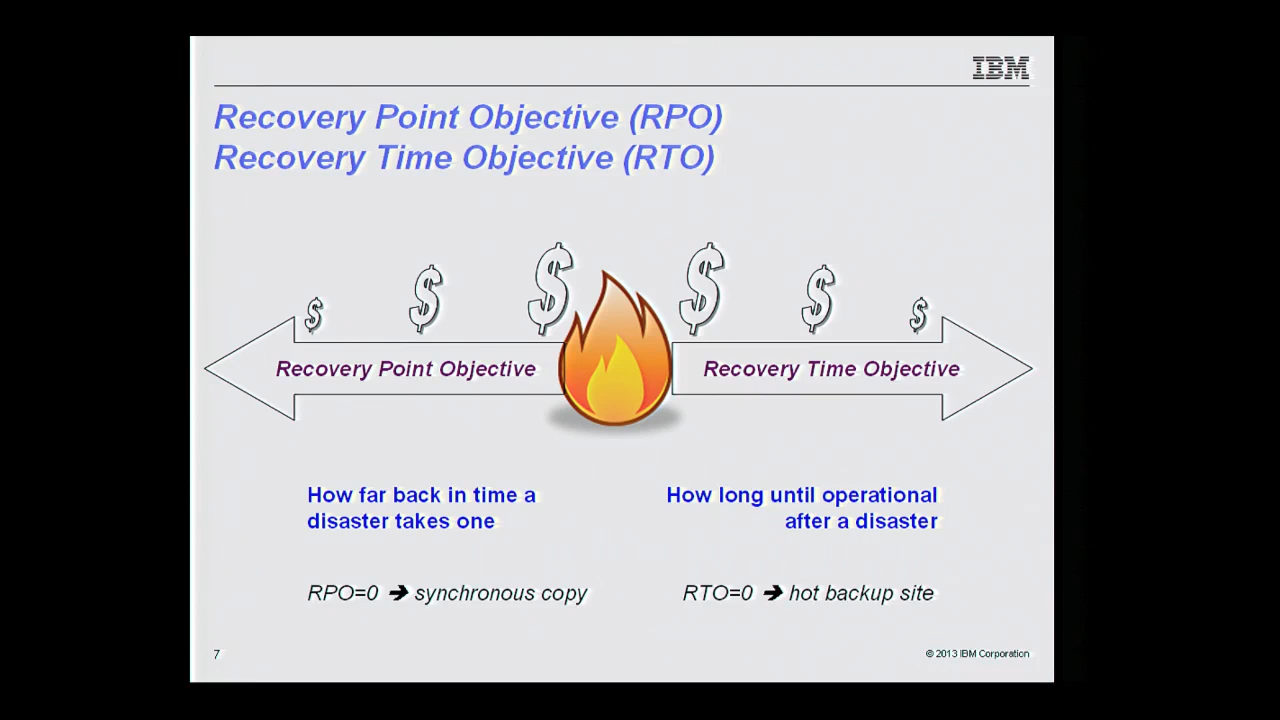 IBM
Recovery Point Objective (RPO)
Recovery Time Objective (RTO)
$ $ $ $ $ $
Recovery Point Objective
Recovery Time Objective
How far back in time a
disaster takes one
How long until operational
after a disaster
RPO=0 ➔ synchronous copy
RTO=0 ➔ hot backup site
7
© 2013 IBM Corporation